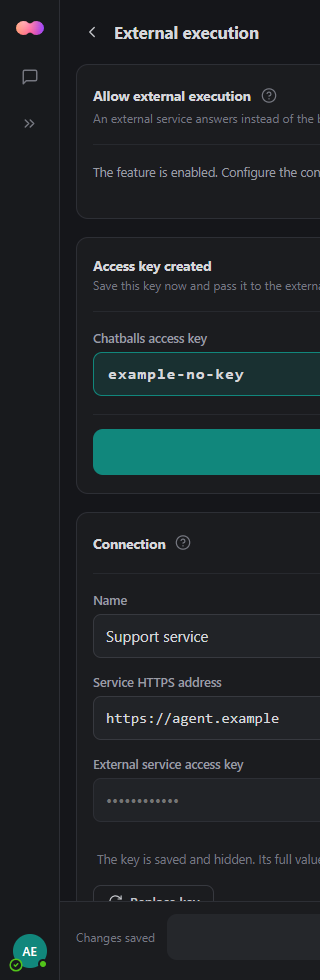 External execution
Allow external execution
An external service answers instead of the
The feature is enabled. Configure the
Access key created
Save this key now and pass it to the
Chatballs access key
example-no-key
Connection
Name
Support service
Service HTTPS address
https://agent.example
External service access key
••••••••••••
The key is saved and hidden. Its full
Replace key
Changes saved
AE